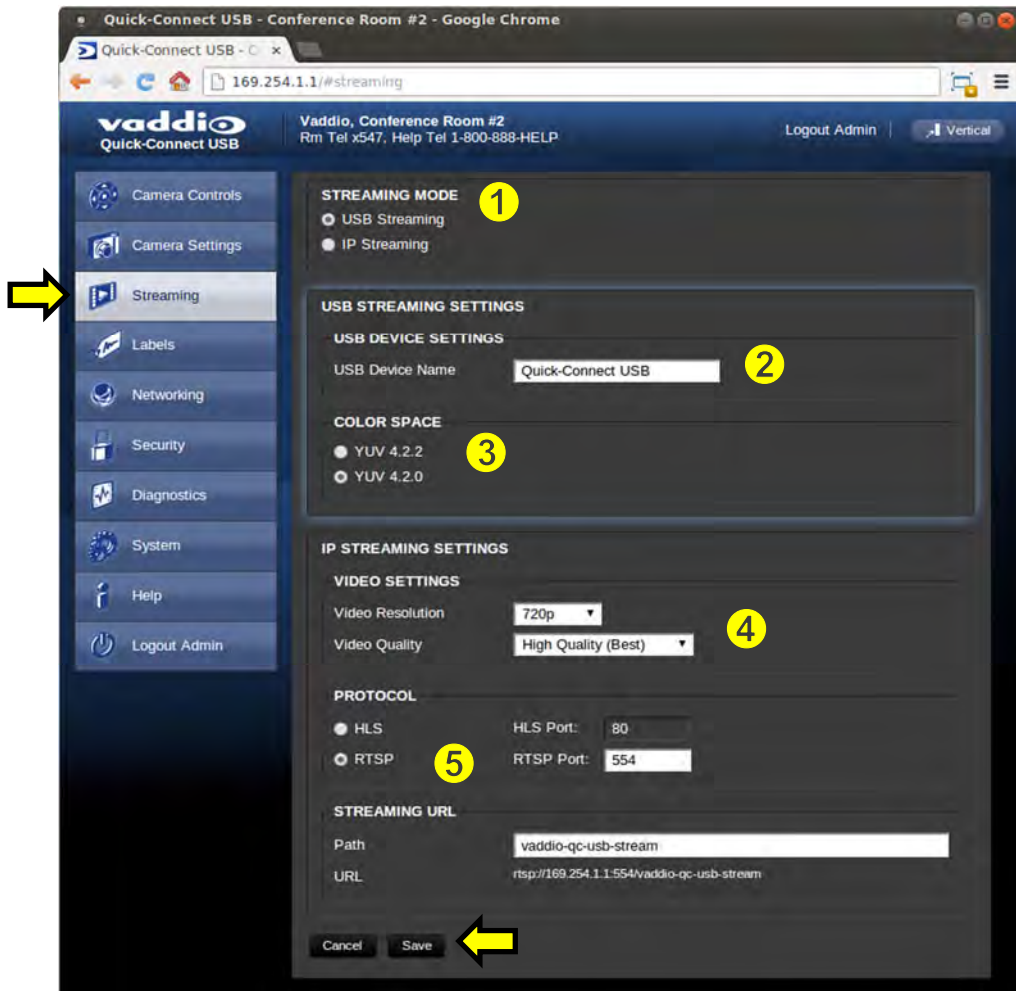 Quick-Connect USB - Conference Room #2 - Google Chrome
Quick-Connect USB - C ×
169.254.1.1/#streaming
vaddio
Quick-Connect USB
Vaddio, Conference Room #2
Rm Tel x547, Help Tel 1-800-888-HELP
Logout Admin
Vertical
Camera Controls
Camera Settings
Streaming
Labels
Networking
Security
Diagnostics
System
Help
Logout Admin
STREAMING MODE
1
USB Streaming
IP Streaming
USB STREAMING SETTINGS
USB DEVICE SETTINGS
USB Device Name Quick-Connect USB
2
COLOR SPACE
YUV 4.2.2
3
YUV 4.2.0
IP STREAMING SETTINGS
VIDEO SETTINGS
Video Resolution 720p
4
Video Quality High Quality (Best)
PROTOCOL
HLS HLS Port: 80
RTSP 5 RTSP Port: 554
STREAMING URL
Path vaddio-qc-usb-stream
URL rtsp://169.254.1.1:554/vaddio-qc-usb-stream
Cancel Save